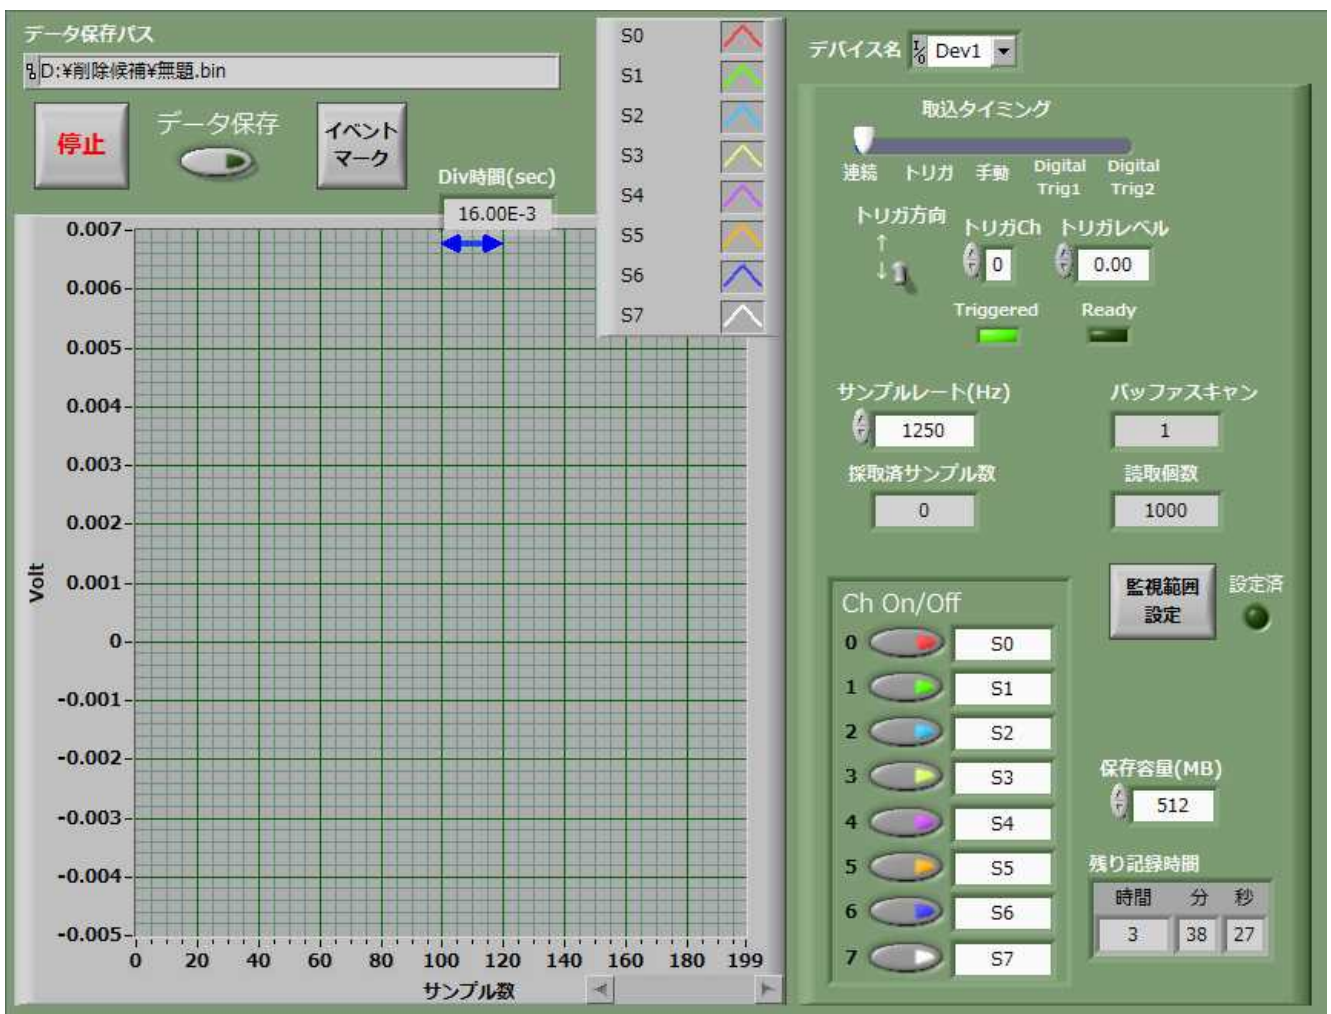 データ保存パス
D:¥削除候補¥無題.bin
停止
データ保存
イベント
マーク
Div時間(sec)
16.00E-3
S0
S1
S2
S3
S4
S5
S6
S7
0.007
0.006
0.005
0.004
0.003
0.002
0.001
0
-0.001
-0.002
-0.003
-0.004
-0.005
Volt
0 20 40 60 80 100 120 140 160 180 199
サンプル数
デバイス名 I/O Dev1
取込タイミング
連続 トリガ 手動 Digital Digital
Trig1 Trig2
トリガ方向 トリガCh トリガレベル
↑
↓
0 0.00
Triggered Ready
サンプルレート(Hz) バッファスキャン
1250 1
採取済サンプル数 読取個数
0 1000
監視範囲
設定
設定済
Ch On/Off
0 S0
1 S1
2 S2
3 S3
4 S4
5 S5
6 S6
7 S7
保存容量(MB)
512
残り記録時間
時間 分 秒
3 38 27